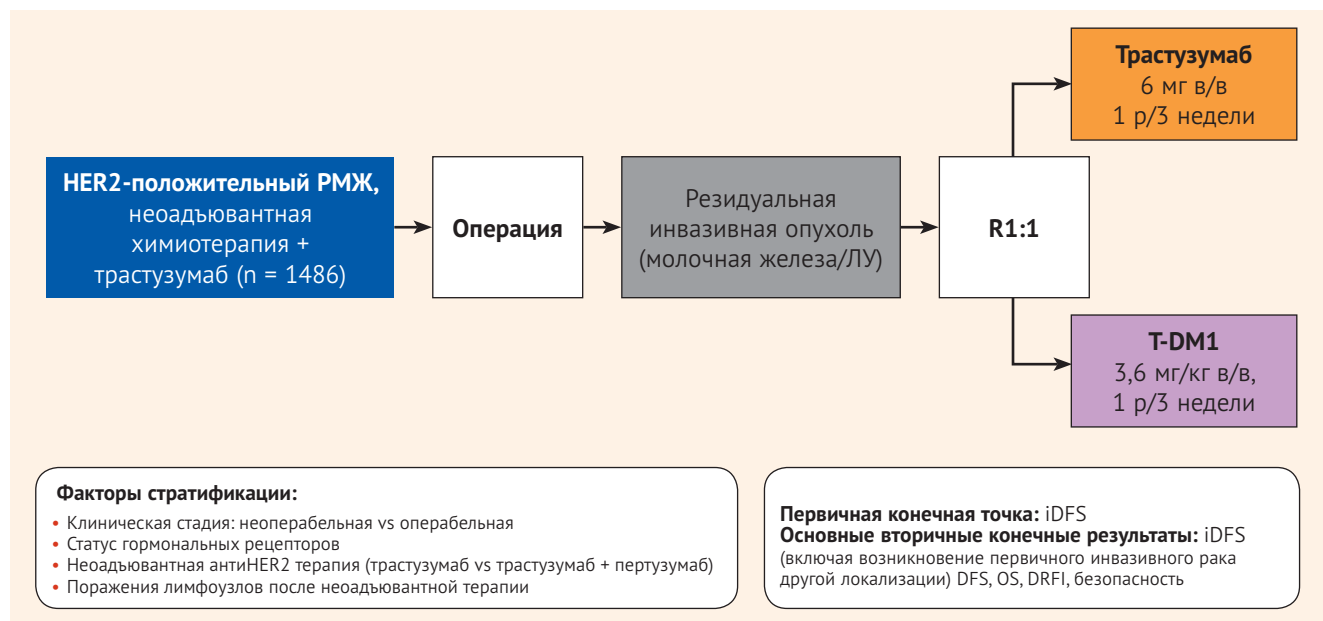 HER2-положительный РМЖ,
неоадъювантная
химиотерапия +
трастузумаб (n = 1486)
Операция
Резидуальная
инвазивная опухоль
(молочная железа/ЛУ)
R1:1
Трастузумаб
6 мг в/в
1 р/3 недели
T-DM1
3,6 мг/кг в/в,
1 р/3 недели
Факторы стратификации:
• Клиническая стадия: неоперабельная vs операбельная
• Статус гормональных рецепторов
• Неоадъювантная антиHER2 терапия (трастузумаб vs трастузумаб + пертузумаб)
• Поражения лимфоузлов после неоадъювантной терапии
Первичная конечная точка: iDFS
Основные вторичные конечные результаты: iDFS
(включая возникновение первичного инвазивного рака
другой локализации) DFS, OS, DRFI, безопасность